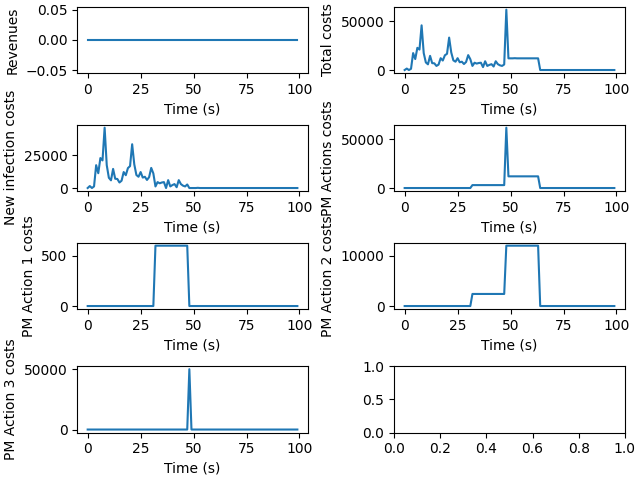 Revenues
0.05
0.00
−0.05
0 25 50 75 100
Time (s)
Total costs
50000
0
0 25 50 75 100
Time (s)
New infection costs
25000
0
0 25 50 75 100
Time (s)
PM Actions costs
50000
0
0 25 50 75 100
Time (s)
PM Action 1 costs
500
0
0 25 50 75 100
Time (s)
PM Action 2 costs
10000
0
0 25 50 75 100
Time (s)
PM Action 3 costs
50000
0
0 25 50 75 100
Time (s)
1.0
0.5
0.0
0.0 0.2 0.4 0.6 0.8 1.0